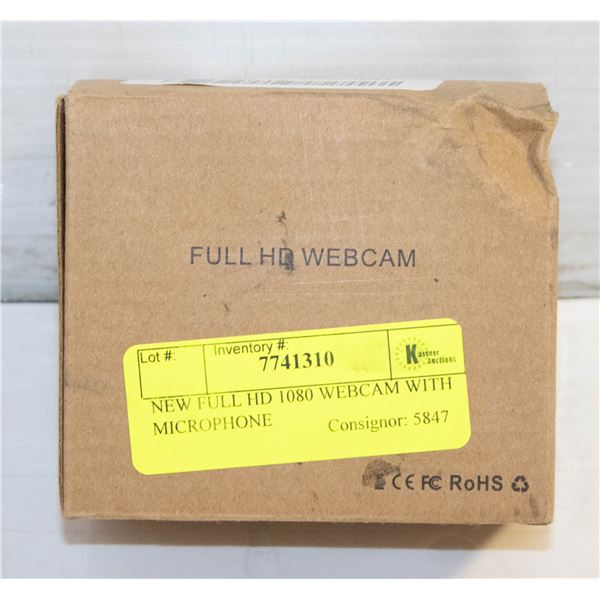 FULL HD WEBCAM
Lot #:
Inventory #:
7741310
Kastner
Auctions
NEW FULL HD 1080 WEBCAM WITH
MICROPHONE
Consignor: 5847
CE FC RoHS